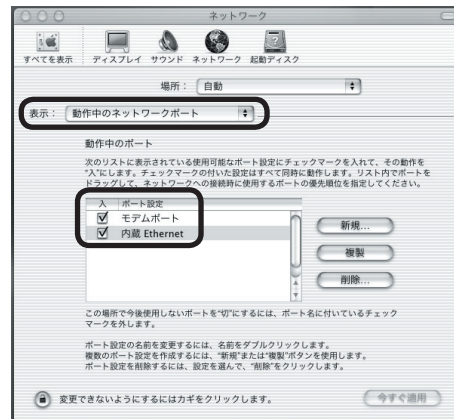 ネットワーク
すべてを表示 ディスプレイ サウンド ネットワーク 起動ディスク
場所： 自動
表示： 動作中のネットワークポート
動作中のポート
次のリストに表示されている使用可能なポート設定にチェックマークを入れて、その動作を
"入"にします。チェックマークの付いた設定はすべて同時に動作します。リスト内でポートを
ドラッグして、ネットワークへの接続時に使用するポートの優先順位を指定してください。
入 ポート設定
モデムポート
内蔵 Ethernet
新規...
複製
削除...
この場所で今後使用しないポートを"切"にするには、ポート名に付いているチェック
マークを外します。
ポート設定の名前を変更するには、名前をダブルクリックします。
複数のポート設定を作成するには、"新規"または"複製"ボタンを使用します。
ポート設定を削除するには、設定を選んで、"削除"をクリックします。
変更できないようにするにはカギをクリックします。
今すぐ適用